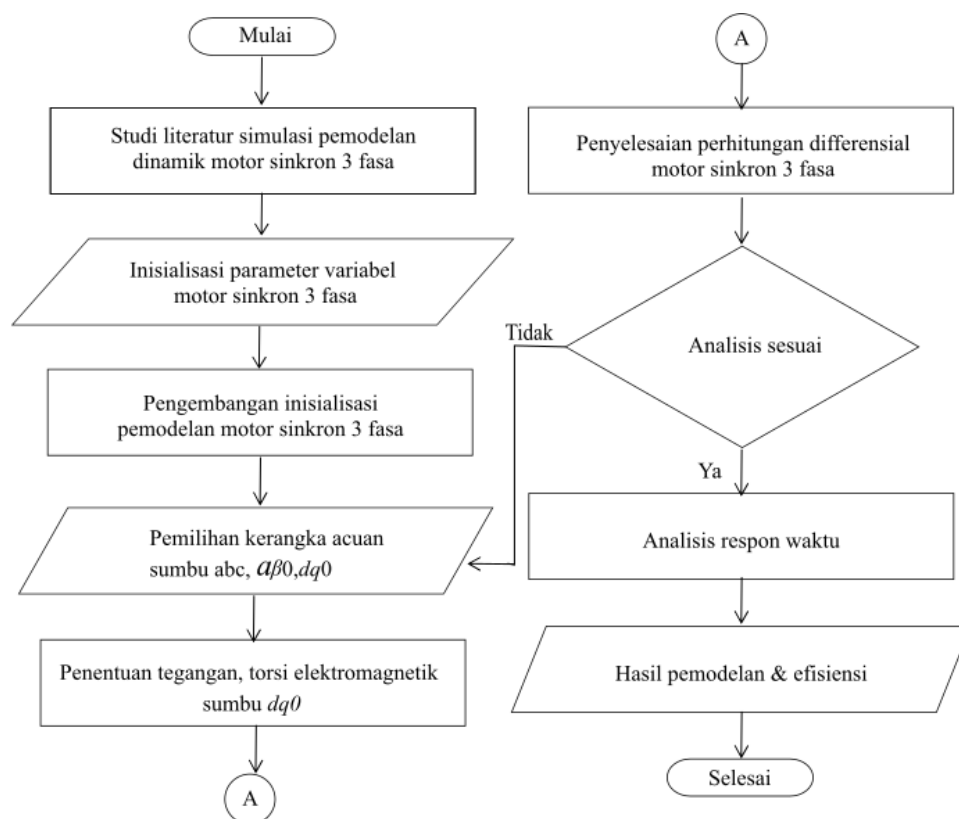 Mulai
Studi literatur simulasi pemodelan
dinamik motor sinkron 3 fasa
Inisialisasi parameter variabel
motor sinkron 3 fasa
Pengembangan inisialisasi
pemodelan motor sinkron 3 fasa
Pemilihan kerangka acuan
sumbu abc, aβ0,dq0
Penentuan tegangan, torsi elektromagnetik
sumbu dq0
A
A
Penyelesaian perhitungan differensial
motor sinkron 3 fasa
Analisis sesuai
Tidak
Ya
Analisis respon waktu
Hasil pemodelan & efisiensi
Selesai